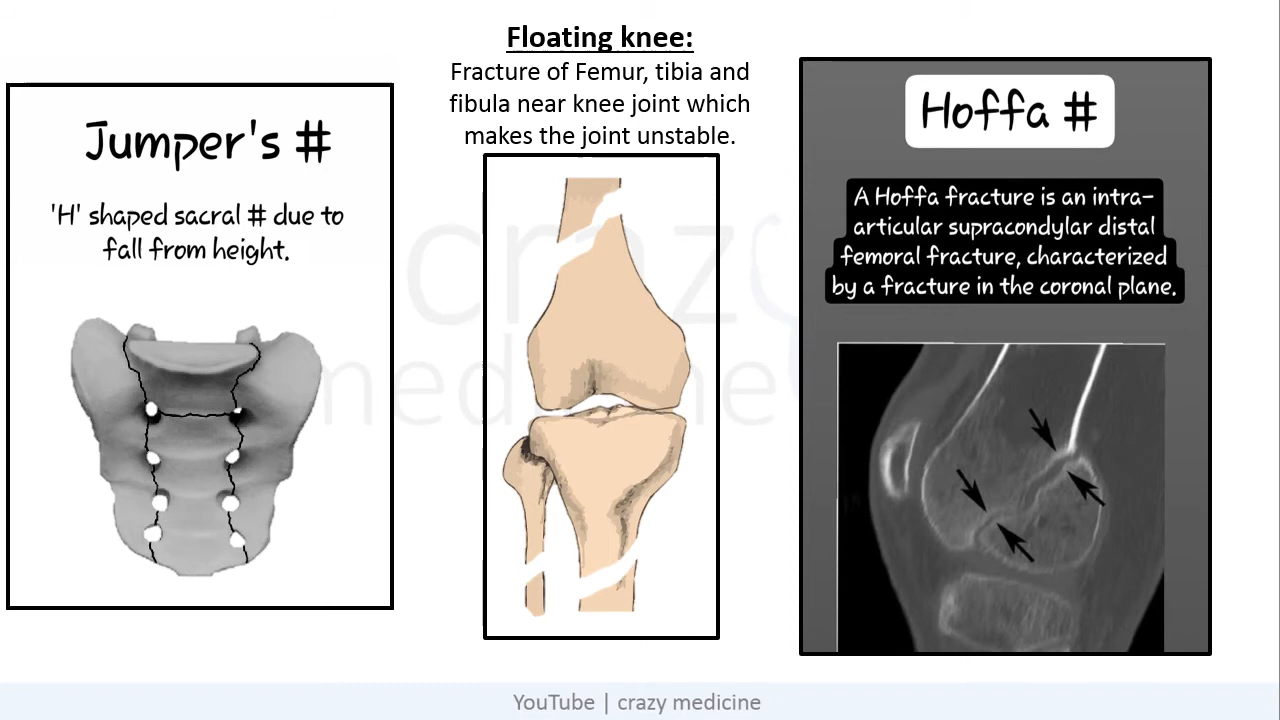 Jumper's #
'H' shaped sacral # due to
fall from height.
Floating knee:
Fracture of Femur, tibia and
fibula near knee joint which
makes the joint unstable.
Hoffa #
A Hoffa fracture is an intra-
articular supracondylar distal
femoral fracture, characterized
by a fracture in the coronal plane.
crazy
medicine
YouTube | crazy medicine